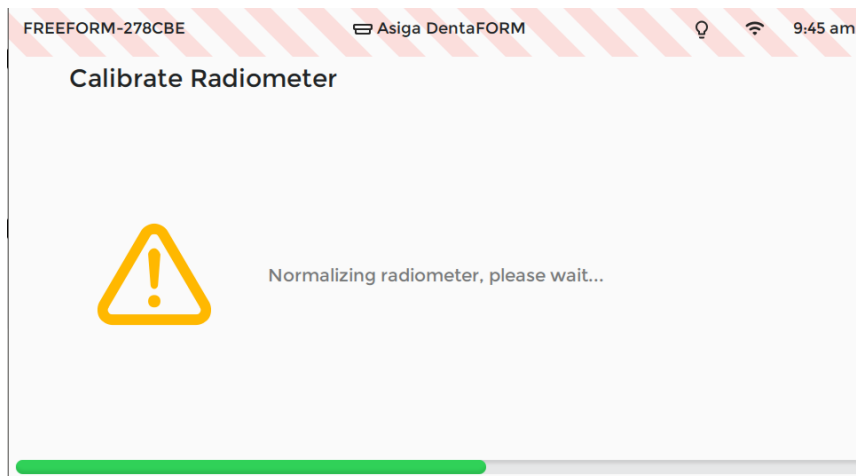 FREEFORM-278CBE Asiga DentaFORM 9:45 am
Calibrate Radiometer
Normalizing radiometer, please wait...